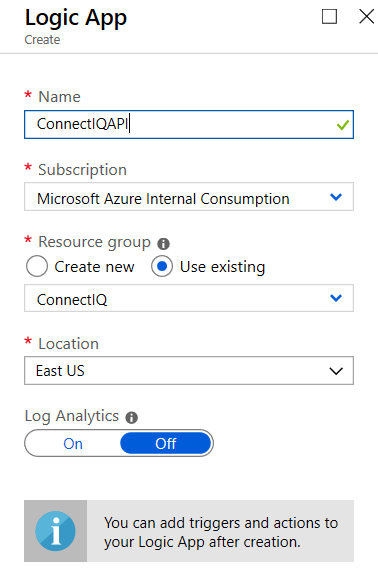 Logic App
Create
* Name
ConnectIQAPI
* Subscription
Microsoft Azure Internal Consumption
* Resource group
Create new Use existing
ConnectIQ
* Location
East US
Log Analytics
On Off
You can add triggers and actions to
your Logic App after creation.